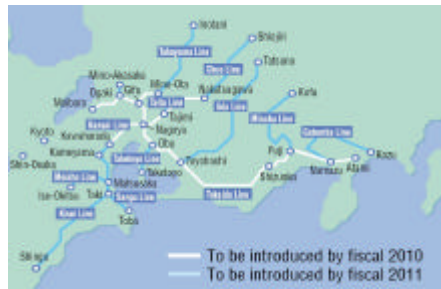 Inotani
Shiojiri
Takayama Line
Chuo Line
Tatsuno
Mino-Akasaka
Mino-Ota
Ogaki
Gifu
Nakatsugawa
Kofu
Maibara
Taita Line
Iida Line
Tajimi
Kansai Line
Minobu Line
Gotemba Line
Kyoto
Nagoya
Kameyama
Obu
Fuji
Kozu
Shin-Osaka
Toyohashi
Numazu
Atami
Meisho Line
Taketoyo
Shizuoka
Matsusaka
Ise-Okitsu
Taki
Sangu Line
Tokaido Line
Kisei Line
Toba
Shingu
To be introduced by fiscal 2010
To be introduced by fiscal 2011